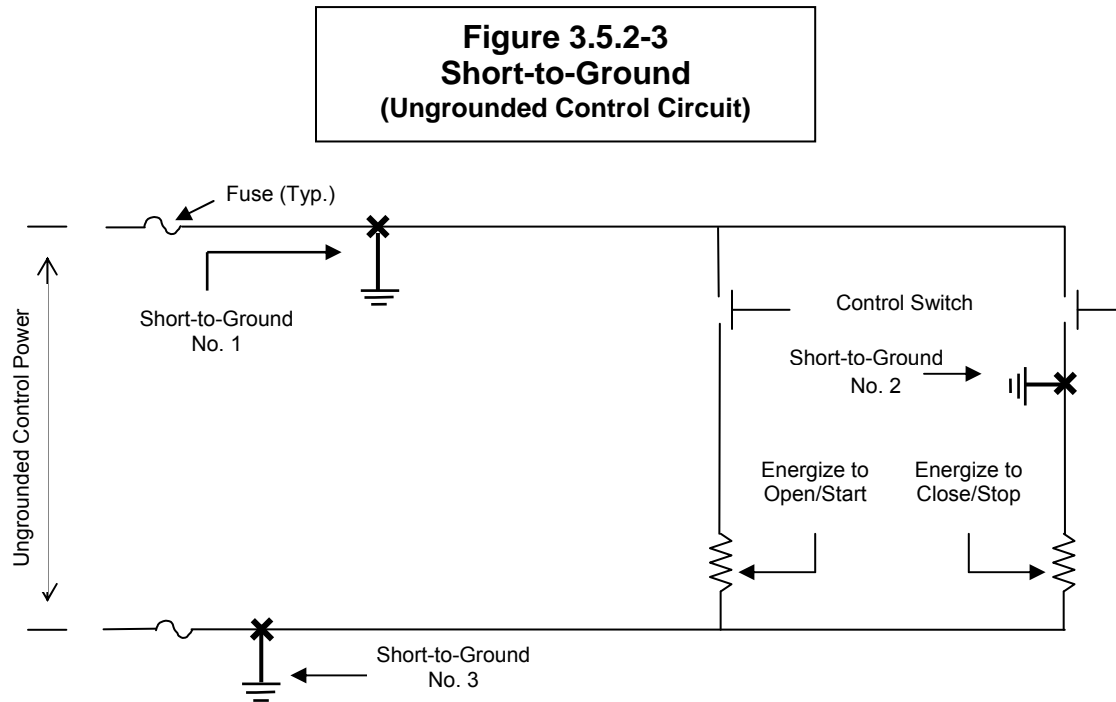 Figure 3.5.2-3
Short-to-Ground
(Ungrounded Control Circuit)
Fuse (Typ.)
Short-to-Ground
No. 1
Ungrounded Control Power
Control Switch
Short-to-Ground
No. 2
Energize to
Open/Start
Energize to
Close/Stop
Short-to-Ground
No. 3